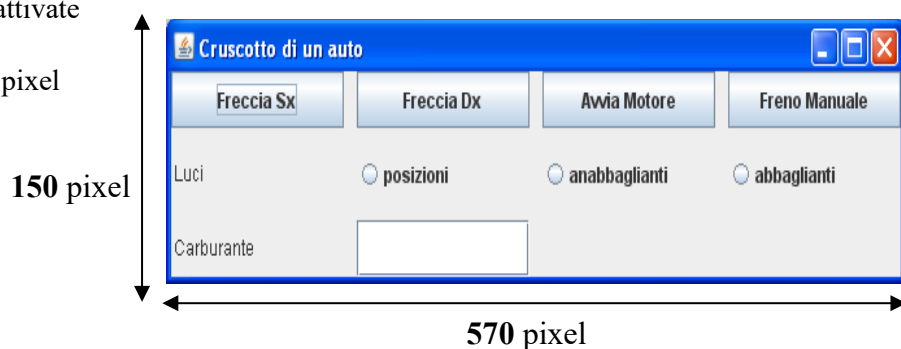 attivate
pixel
Cruscotto di un auto
Freccia Sx Freccia Dx Avvia Motore Freno Manuale
Luci posizioni anabbaglianti abbaglianti
150 pixel
Carburante
570 pixel